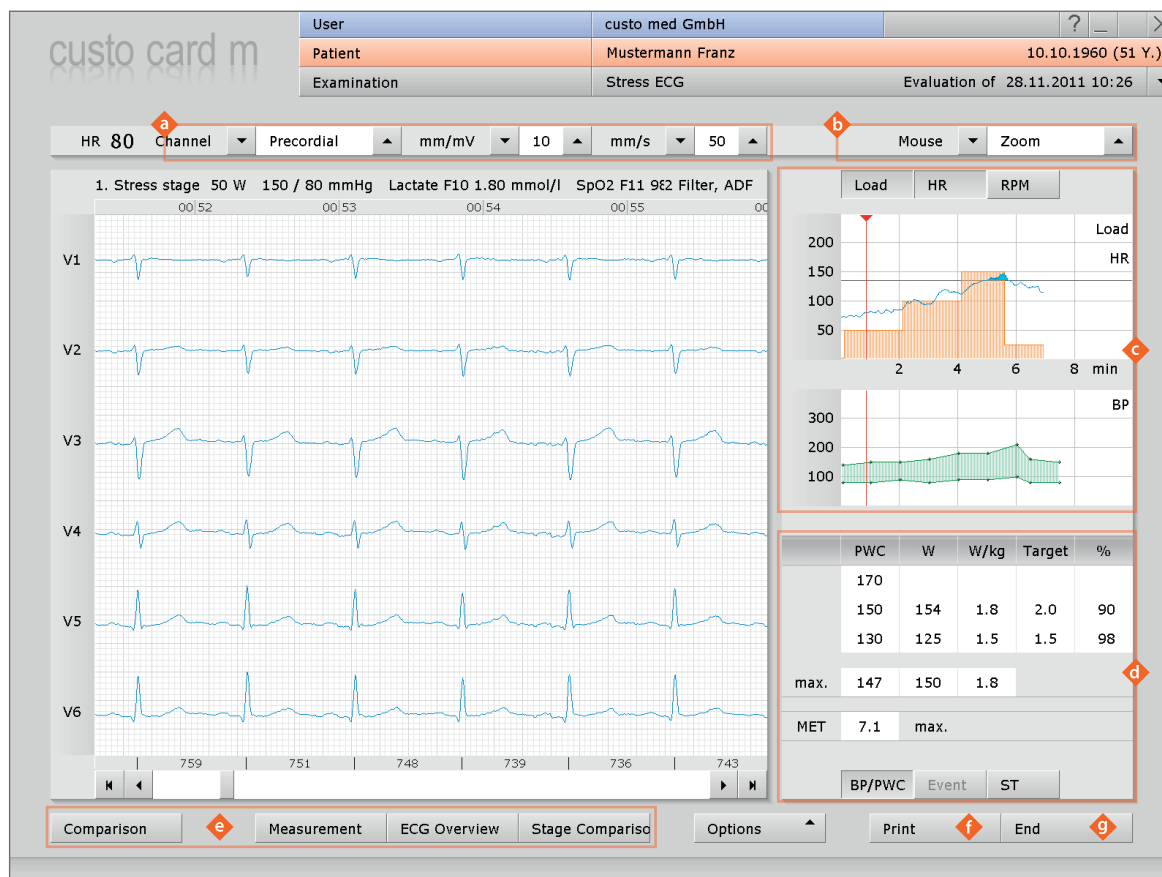 custo card m
User custo med GmbH ? _ X
Patient Mustermann Franz 10.10.1960 (51 Y.)
Examination Stress ECG Evaluation of 28.11.2011 10:26
a b
HR 80 Channel Precordial mm/mV 10 mm/s 50 Mouse Zoom
1. Stress stage 50 W 150 / 80 mmHg Lactate F10 1.80 mmol/l SpO2 F11 982 Filter, ADF
00 52 00 53 00 54 00 55 00
V1
V2
V3
V4
V5
V6
759 751 748 739 736 743
Load HR RPM
Load
HR
200
150
100
50
2 4 6 8 min
c
BP
300
200
100
PWC W W/kg Target %
170
150 154 1.8 2.0 90
130 125 1.5 1.5 98
d
max. 147 150 1.8
MET 7.1 max.
BP/PWC Event ST
Comparison e Measurement ECG Overview Stage Compariso Options Print f End g